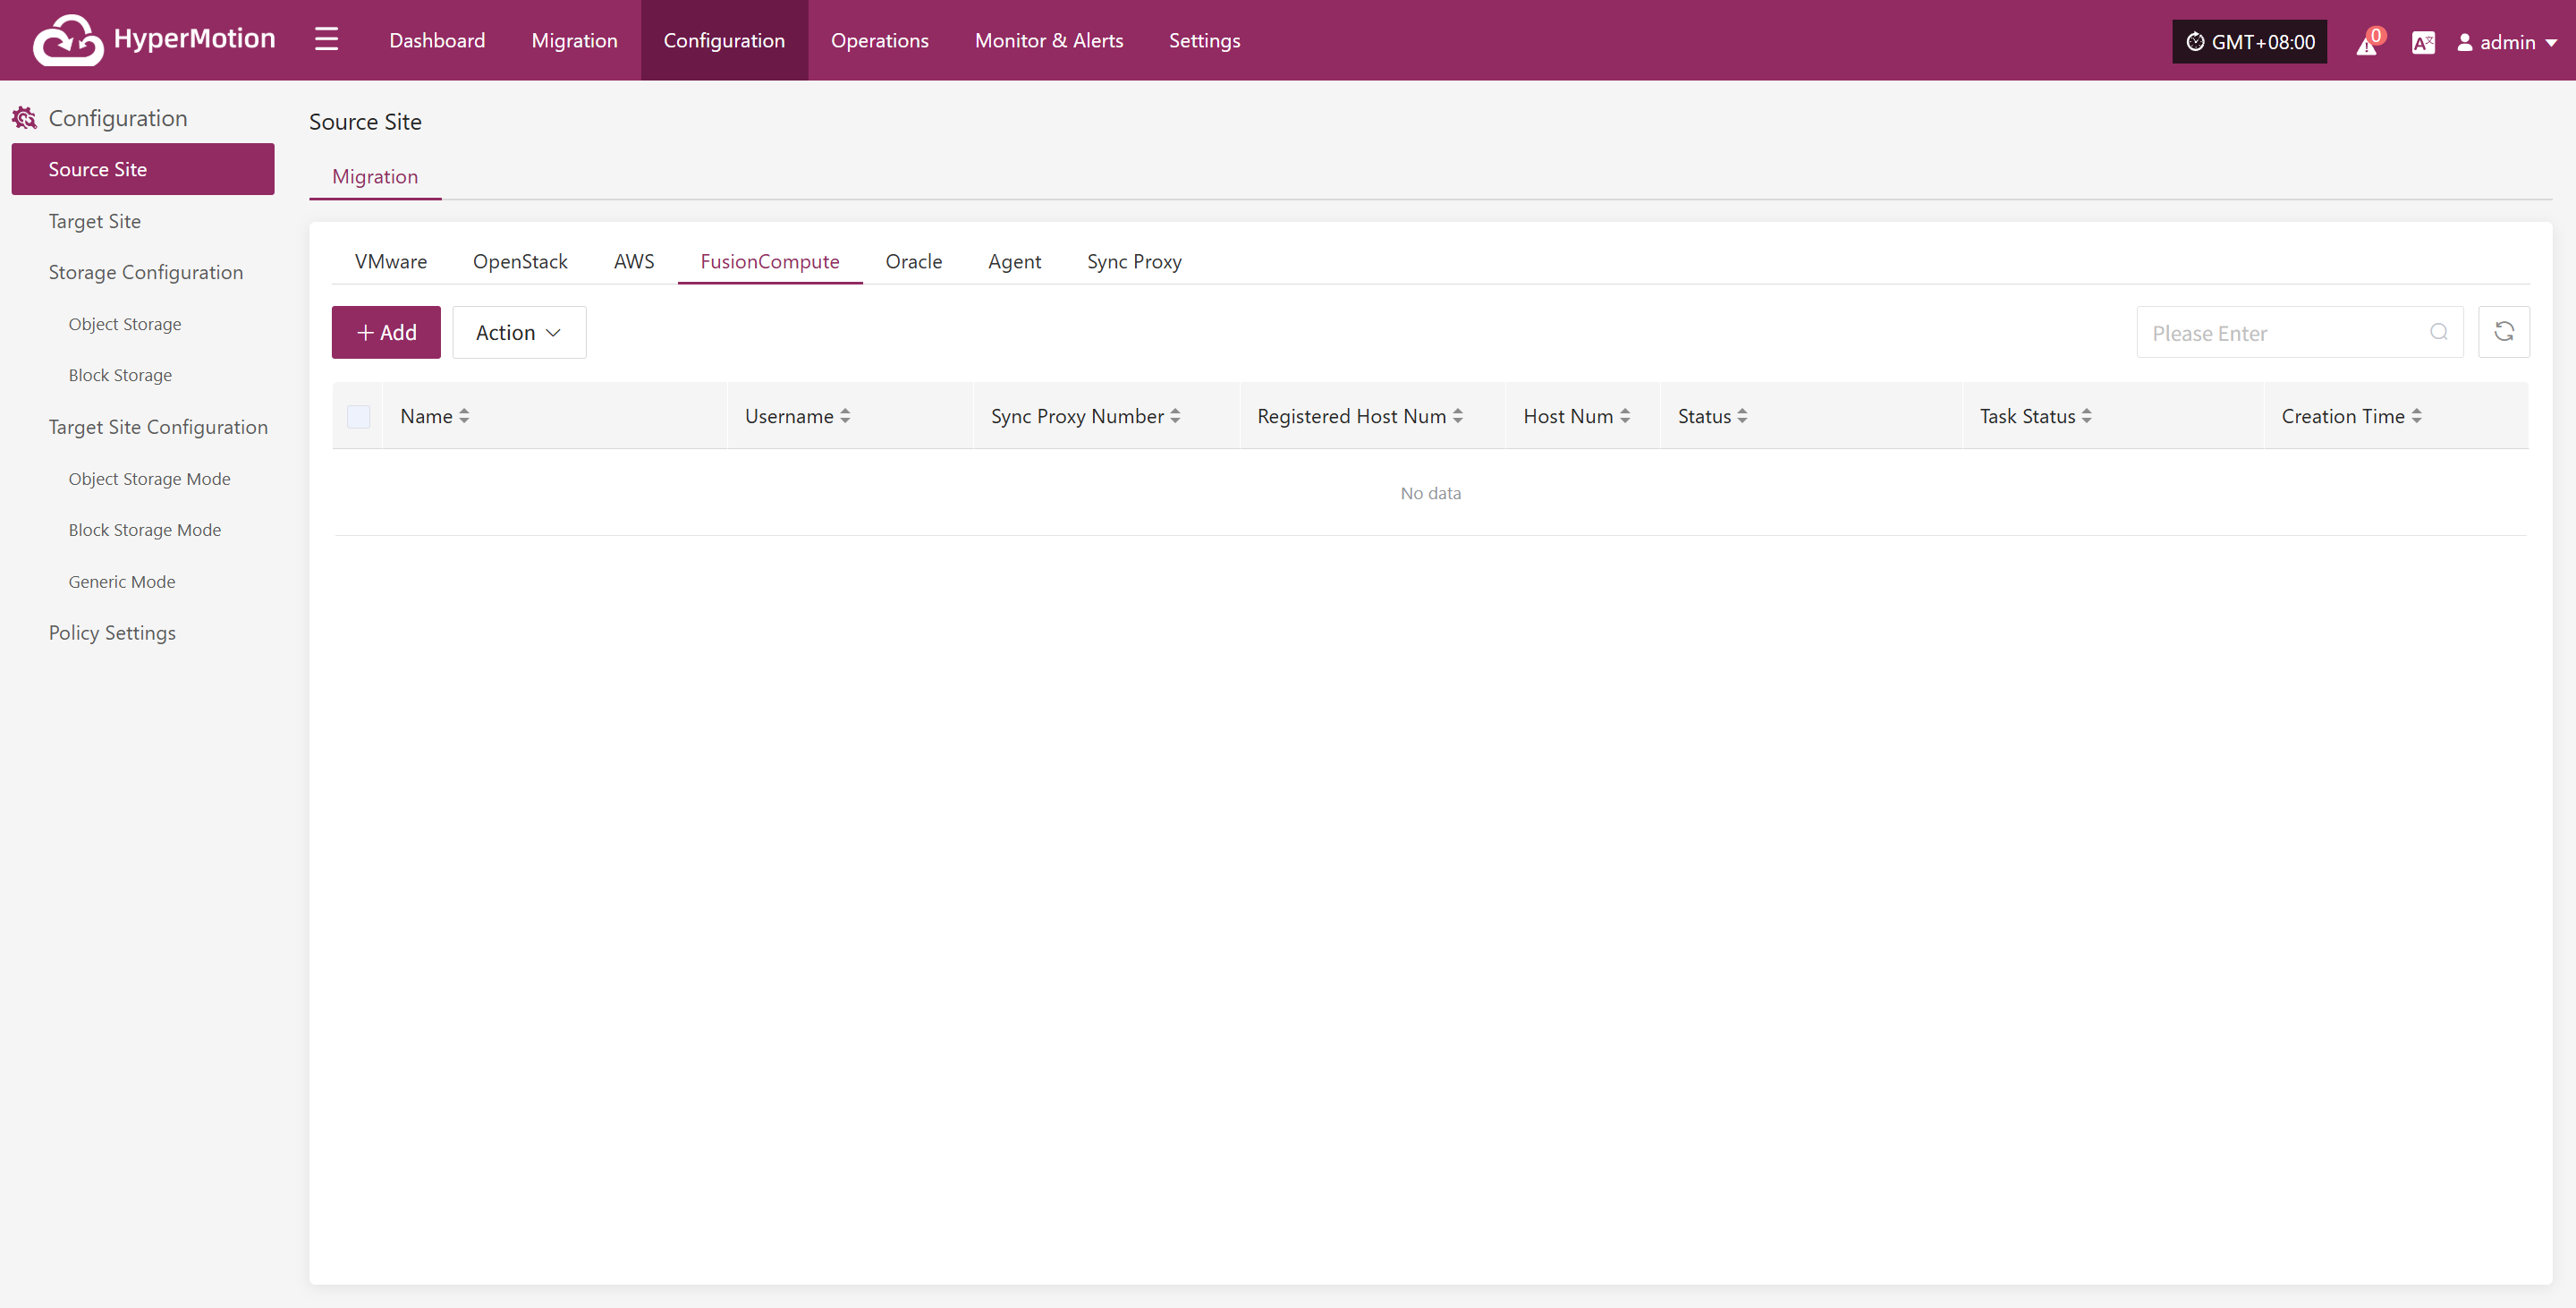 HyperMotion
Dashboard
Migration
Configuration
Operations
Monitor & Alerts
Settings
GMT+08:00
0
A文
admin
Configuration
Source Site
Target Site
Storage Configuration
Object Storage
Block Storage
Target Site Configuration
Object Storage Mode
Block Storage Mode
Generic Mode
Policy Settings
Source Site
Migration
VMware
OpenStack
AWS
FusionCompute
Oracle
Agent
Sync Proxy
Add
Action
Please Enter
Name
Username
Sync Proxy Number
Registered Host Num
Host Num
Status
Task Status
Creation Time
No data